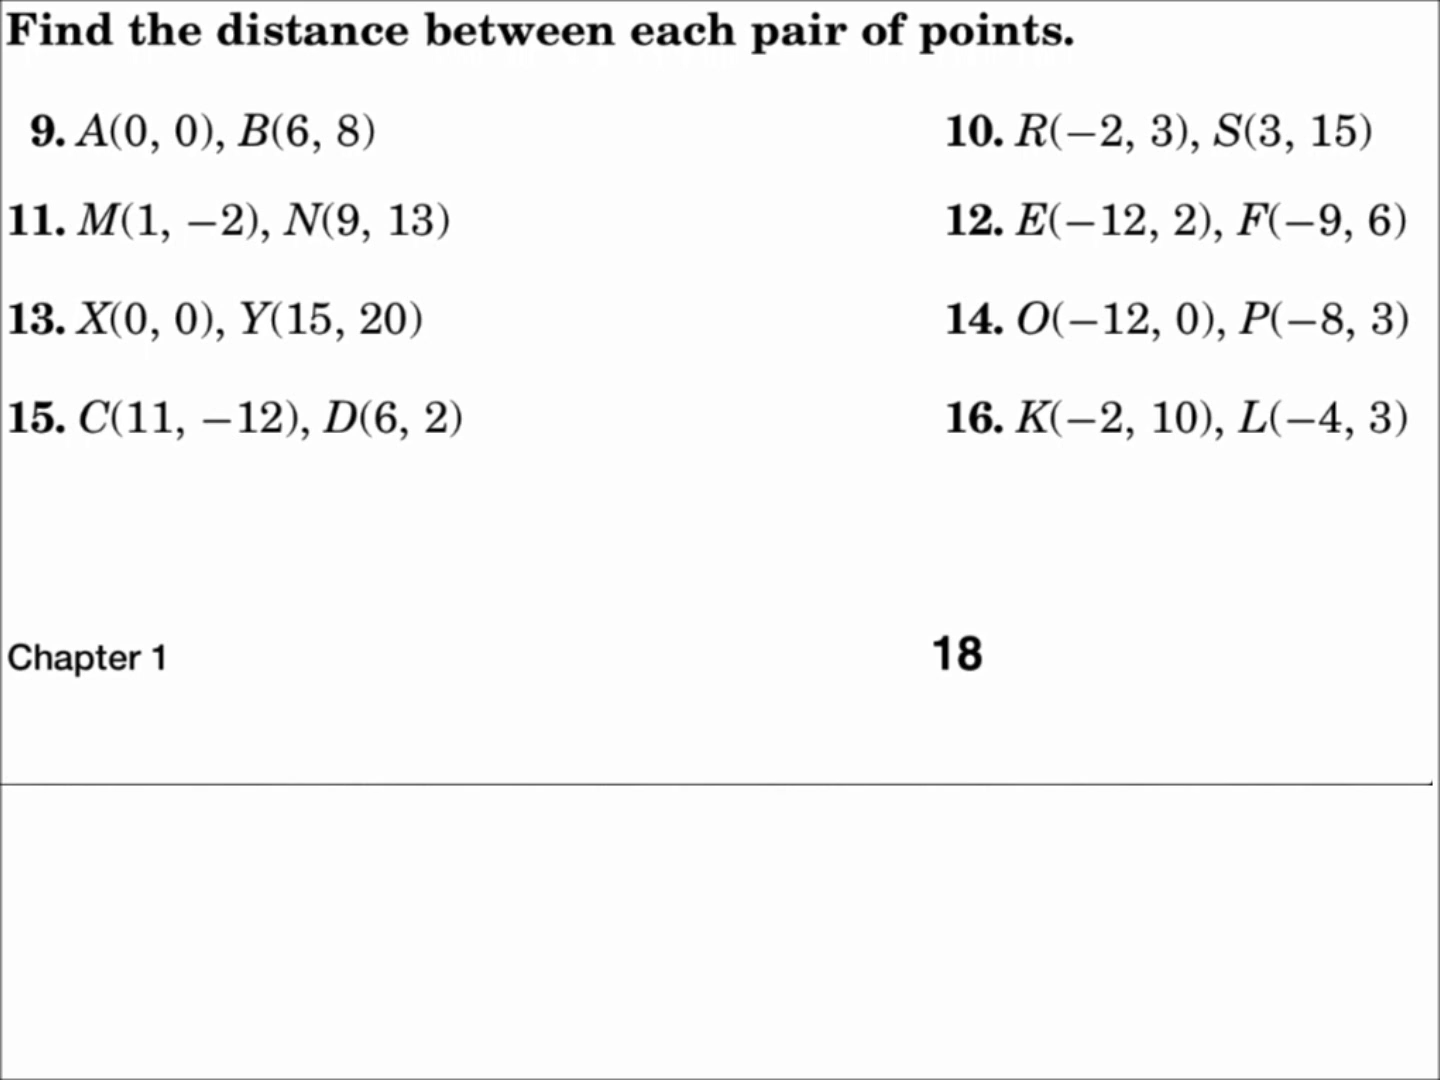 Find the distance between each pair of points.
9. A(0, 0), B(6, 8)
10. R(−2, 3), S(3, 15)
11. M(1, −2), N(9, 13)
12. E(−12, 2), F(−9, 6)
13. X(0, 0), Y(15, 20)
14. O(−12, 0), P(−8, 3)
15. C(11, −12), D(6, 2)
16. K(−2, 10), L(−4, 3)
Chapter 1
18